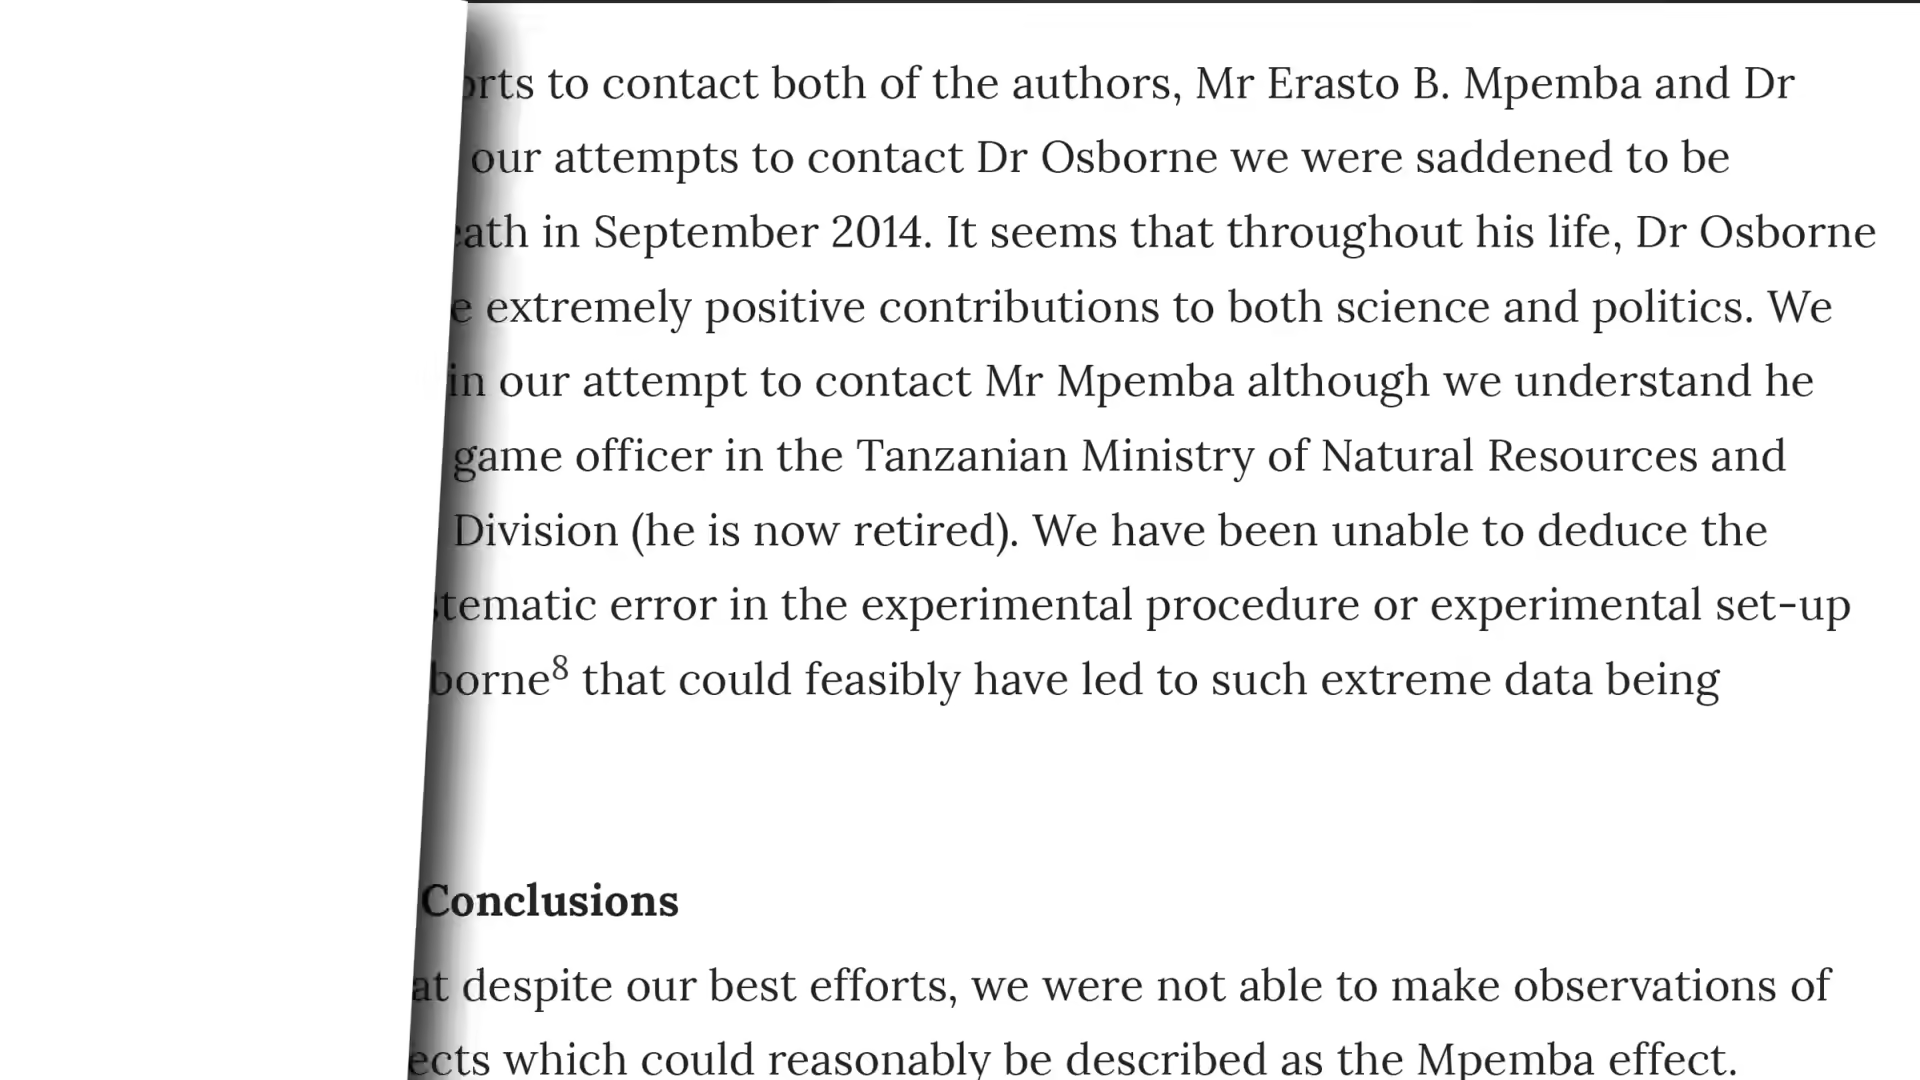 to contact both of the authors, Mr Erasto B. Mpemba and Dr
our attempts to contact Dr Osborne we were saddened to be
in September 2014. It seems that throughout his life, Dr Osborne
extremely positive contributions to both science and politics. We
in our attempt to contact Mr Mpemba although we understand he
game officer in the Tanzanian Ministry of Natural Resources and
Division (he is now retired). We have been unable to deduce the
error in the experimental procedure or experimental set-up
that could feasibly have led to such extreme data being
Conclusions
despite our best efforts, we were not able to make observations of
which could reasonably be described as the Mpemba effect.